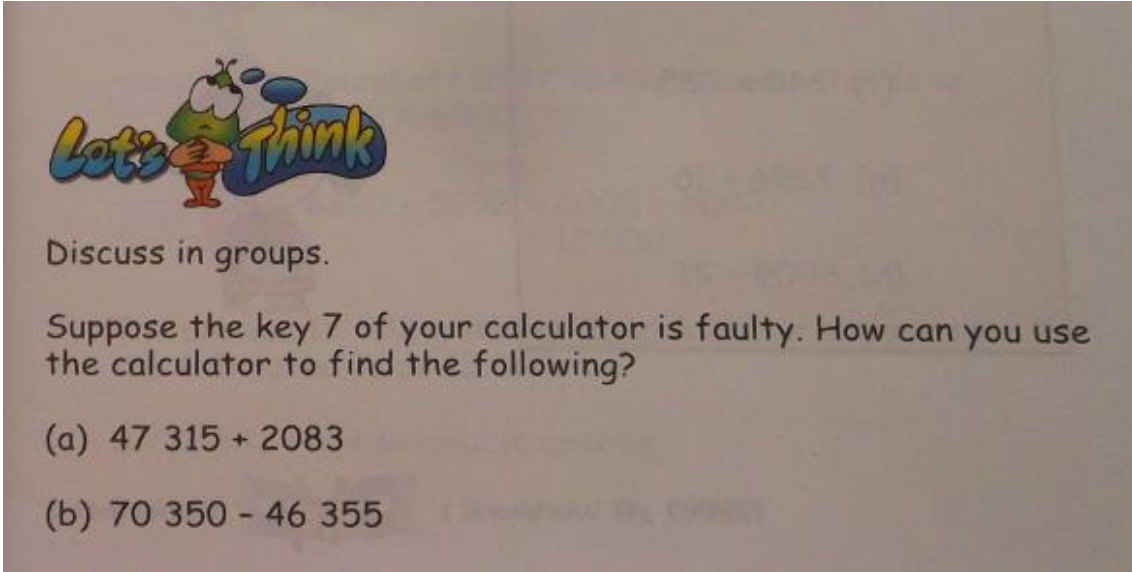 Let's Think
Discuss in groups.
Suppose the key 7 of your calculator is faulty. How can you use
the calculator to find the following?
(a) 47 315 + 2083
(b) 70 350 - 46 355